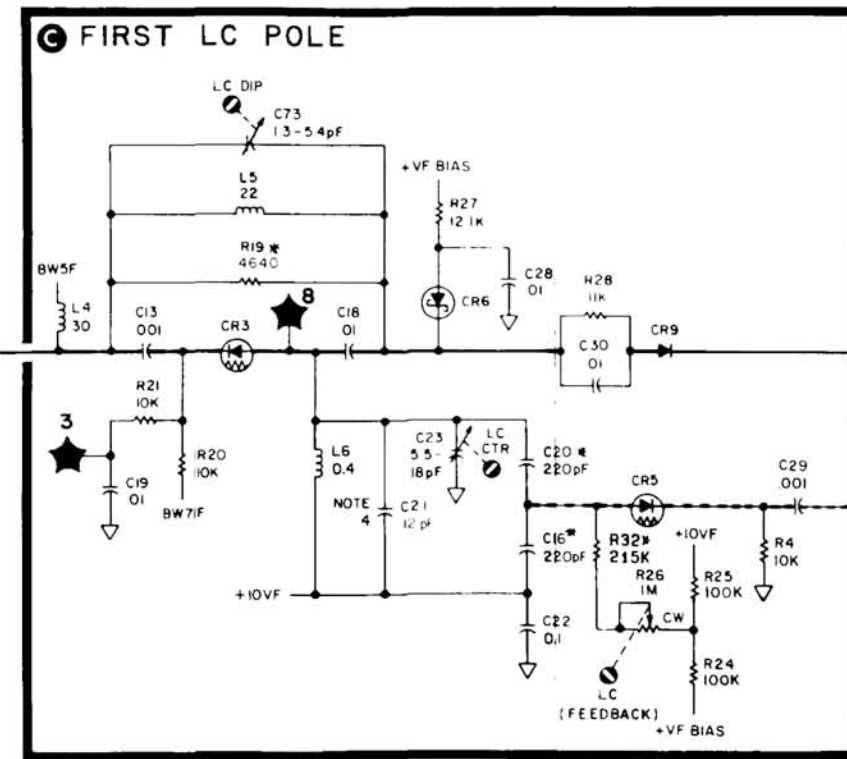 C FIRST LC POLE
LC DIP
C73
1.3-5.4pF
L5
22
R19*
4640
+VF BIAS
R27
12.1K
C28
.01
CR6
R28
11K
C30
.01
CR9
BW5F
L4
30
C13
.001
CR3
8
C18
.01
R21
10K
3
C19
.01
R20
110K
BW71F
L6
0.4
NOTE
4
C21
12pF
C23
5.5-
18pF
LC
CTR
C20*
220pF
C16*
220pF
CR5
C29
.001
R32*
215K
R26
1M
CW
+10VF
R25
100K
R4
10K
+10VF
C22
0.1
LC
(FEEDBACK)
R24
100K
+VF BIAS